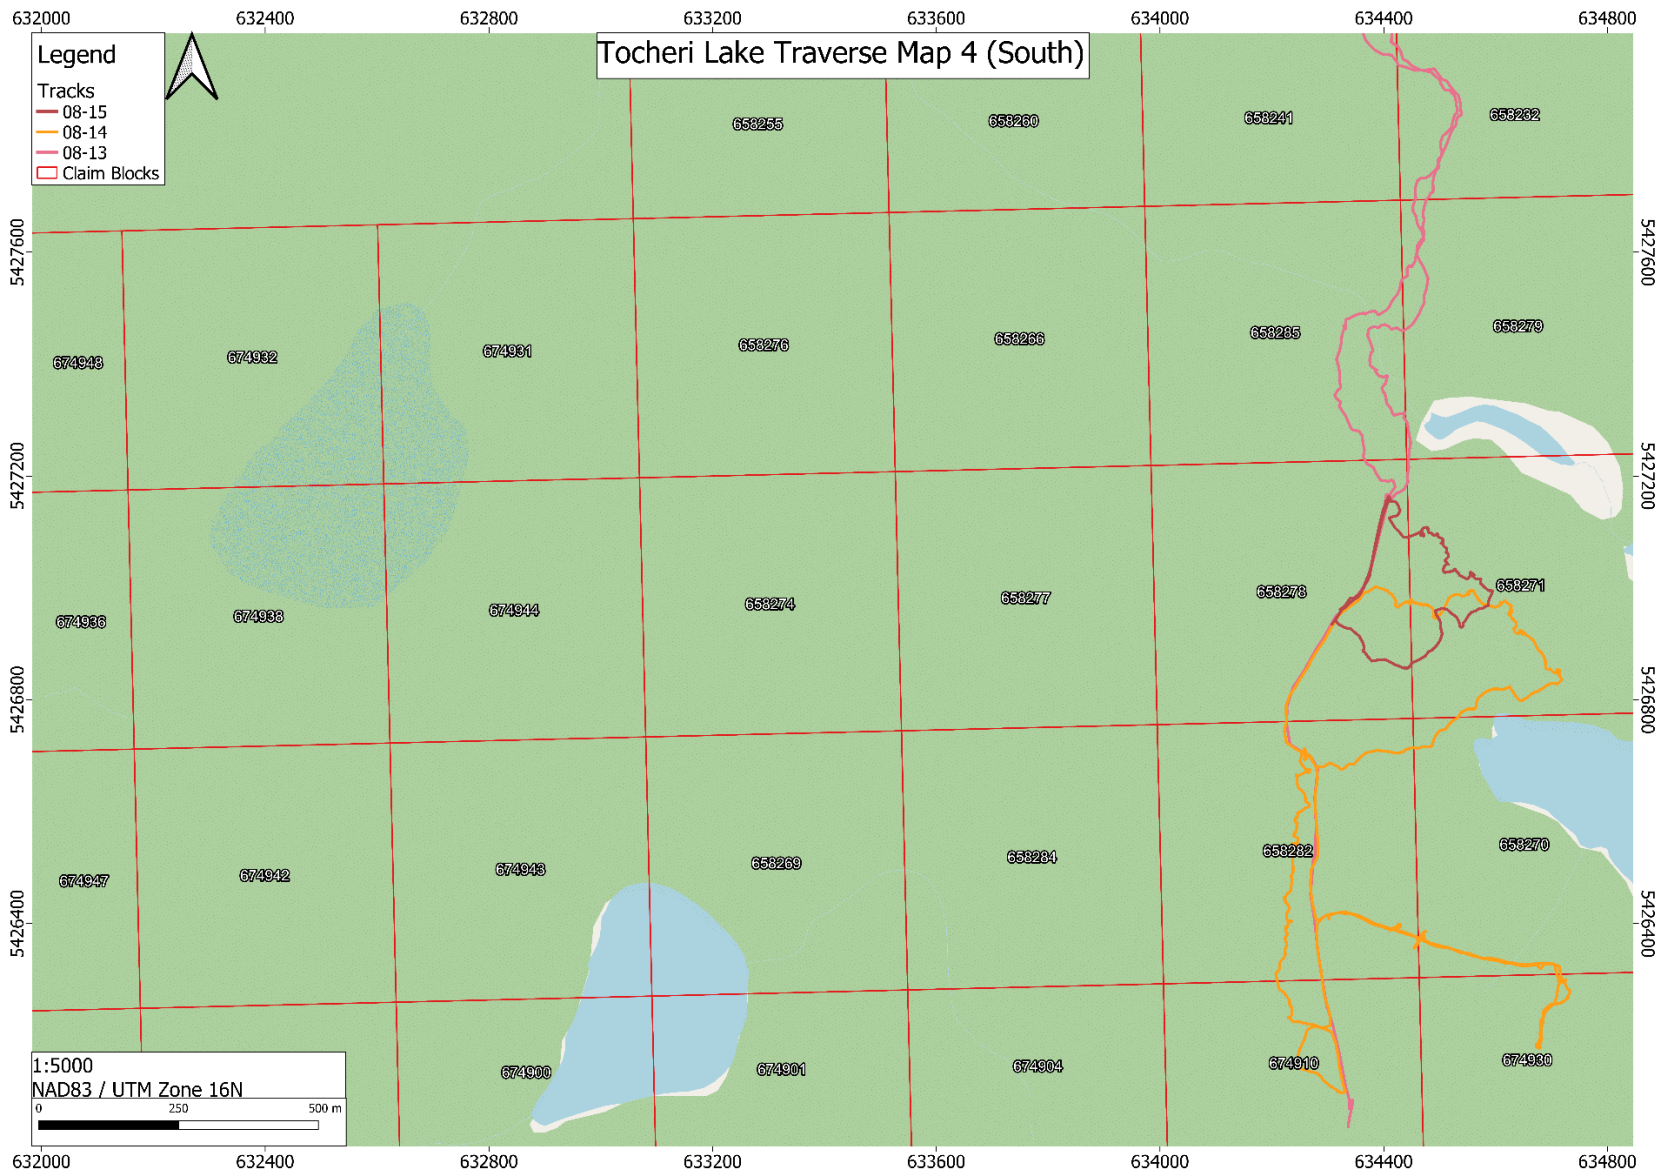 632000 632400 632800 633200 633600 634000 634400 634800
Tocheri Lake Traverse Map 4 (South)
Legend
Tracks
08-15
08-14
08-13
Claim Blocks
658255 658260 658241 658232
5427600 5427600
674948 674932 674931 658276 658266 658285 658279
5427200 5427200
674936 674938 674944 658274 658277 658278 658271
5426800 5426800
674947 674942 674943 658269 658284 658282 658270
5426400 5426400
674900 674901 674904 674910 674930
1:5000
NAD83 / UTM Zone 16N
0 250 500 m
632000 632400 632800 633200 633600 634000 634400 634800